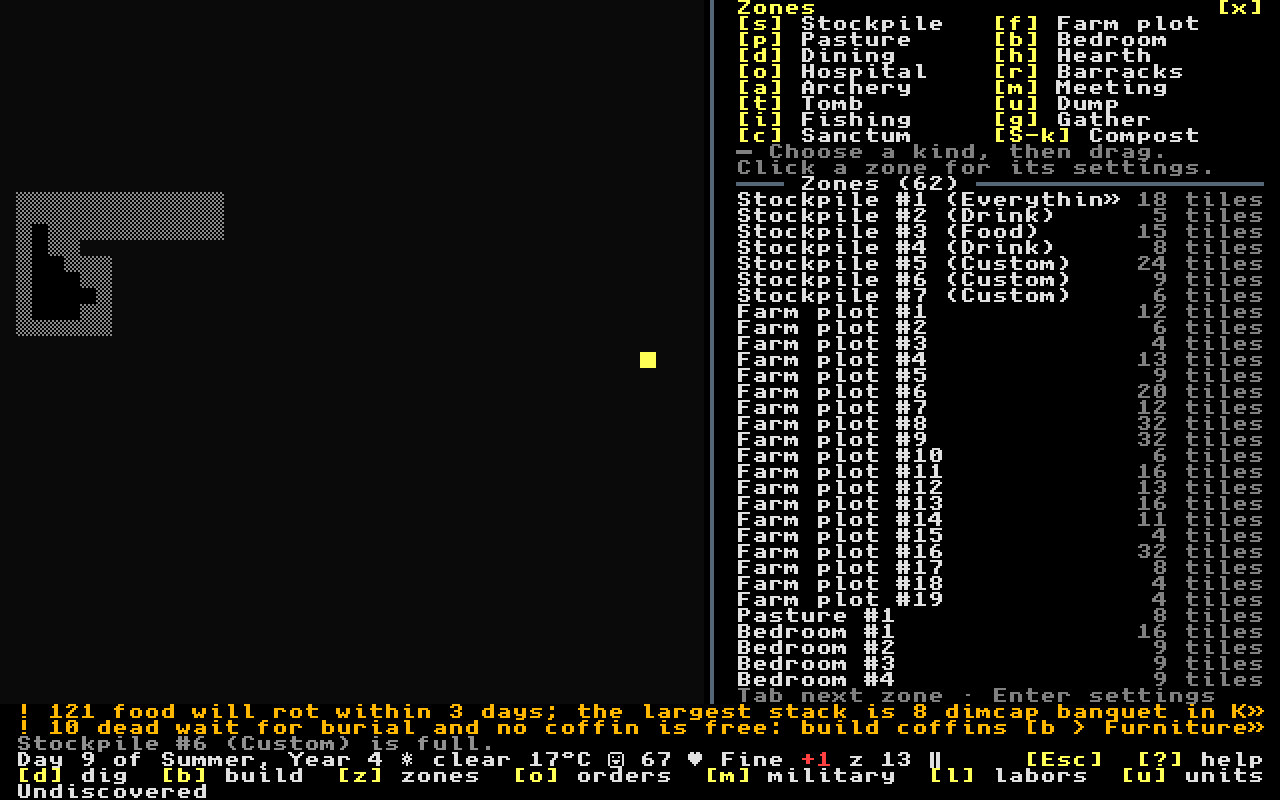 Zones [x]
[s] Stockpile [f] Farm plot
[p] Pasture [b] Bedroom
[d] Dining [h] Hearth
[o] Hospital [r] Barracks
[a] Archery [m] Meeting
[t] Tomb [u] Dump
[i] Fishing [g] Gather
[c] Sanctum [S-k] Compost
— Choose a kind, then drag.
Click a zone for its settings.
Zones (62)
Stockpile #1 (Everythin» 18 tiles
Stockpile #2 (Drink) 5 tiles
Stockpile #3 (Food) 15 tiles
Stockpile #4 (Drink) 8 tiles
Stockpile #5 (Custom) 24 tiles
Stockpile #6 (Custom) 9 tiles
Stockpile #7 (Custom) 6 tiles
Farm plot #1 12 tiles
Farm plot #2 6 tiles
Farm plot #3 4 tiles
Farm plot #4 13 tiles
Farm plot #5 9 tiles
Farm plot #6 20 tiles
Farm plot #7 12 tiles
Farm plot #8 32 tiles
Farm plot #9 32 tiles
Farm plot #10 6 tiles
Farm plot #11 16 tiles
Farm plot #12 13 tiles
Farm plot #13 16 tiles
Farm plot #14 11 tiles
Farm plot #15 4 tiles
Farm plot #16 32 tiles
Farm plot #17 8 tiles
Farm plot #18 4 tiles
Farm plot #19 4 tiles
Pasture #1 8 tiles
Bedroom #1 16 tiles
Bedroom #2 9 tiles
Bedroom #3 9 tiles
Bedroom #4 9 tiles
Tab next zone · Enter settings
! 121 food will rot within 3 days; the largest stack is 8 dimcap banquet in K»
! 10 dead wait for burial and no coffin is free: build coffins [b > Furniture»
Stockpile #6 (Custom) is full.
Day 9 of Summer, Year 4 * clear 17°C ☺ 67 ♥ Fine +1 z 13 ‖ [Esc] [?] help
[d] dig [b] build [z] zones [o] orders [m] military [l] labors [u] units
Undiscovered